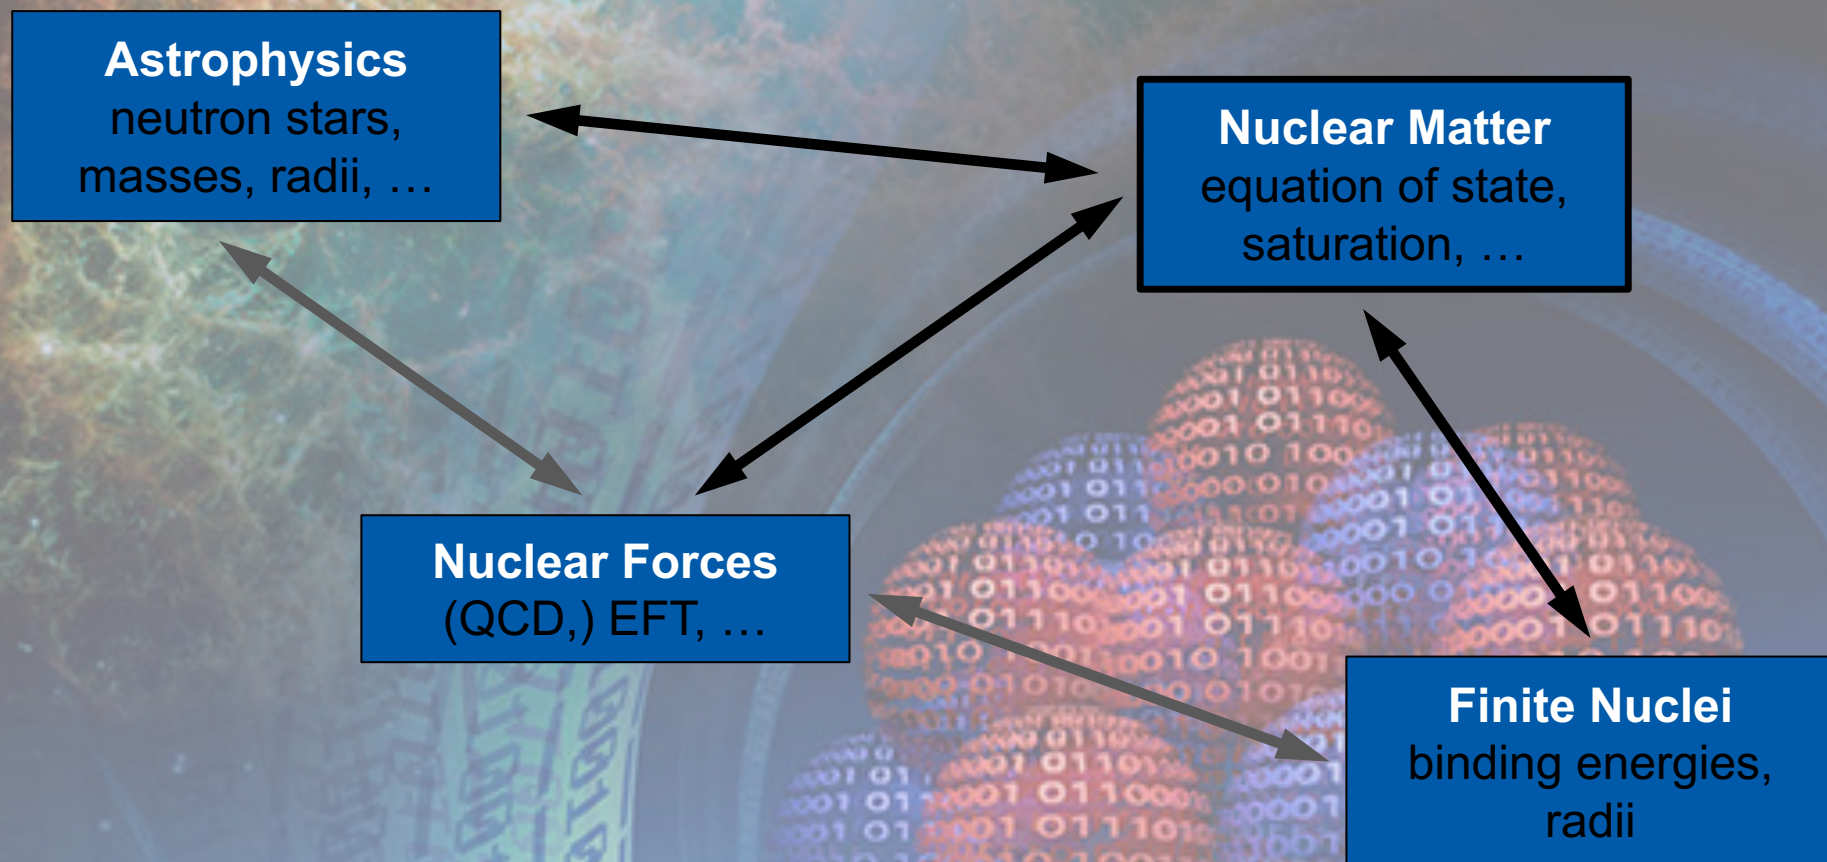 Astrophysics
neutron stars,
masses, radii, …
Nuclear Matter
equation of state,
saturation, …
Nuclear Forces
(QCD,) EFT, …
Finite Nuclei
binding energies,
radii